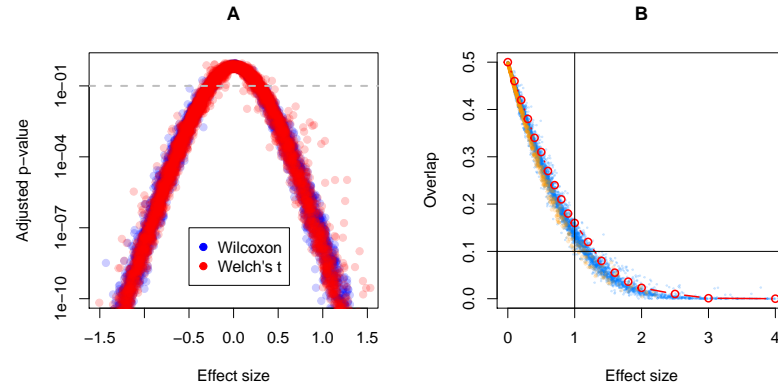 A
Adjusted p-value
1e-01
1e-04
1e-07
1e-10
Wilcoxon
Welch's t
−1.5
−0.5
0.0
0.5
1.0
1.5
Effect size
B
Overlap
0.5
0.4
0.3
0.2
0.1
0.0
0
1
2
3
4
Effect size